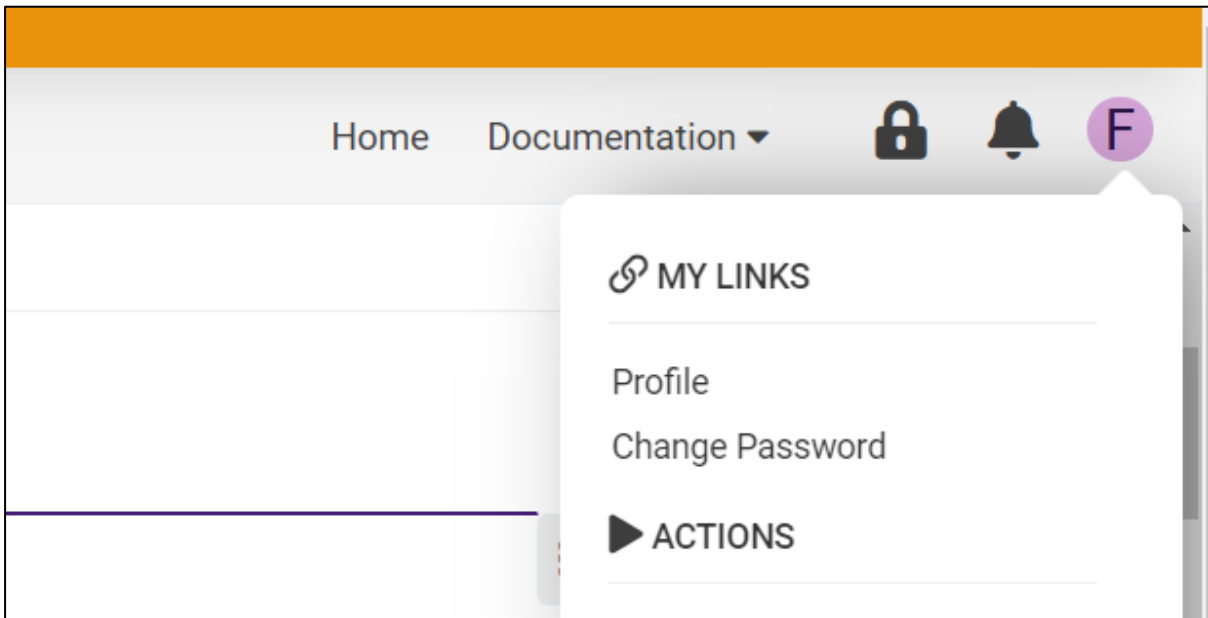 Home Documentation
F
MY LINKS
Profile
Change Password
ACTIONS